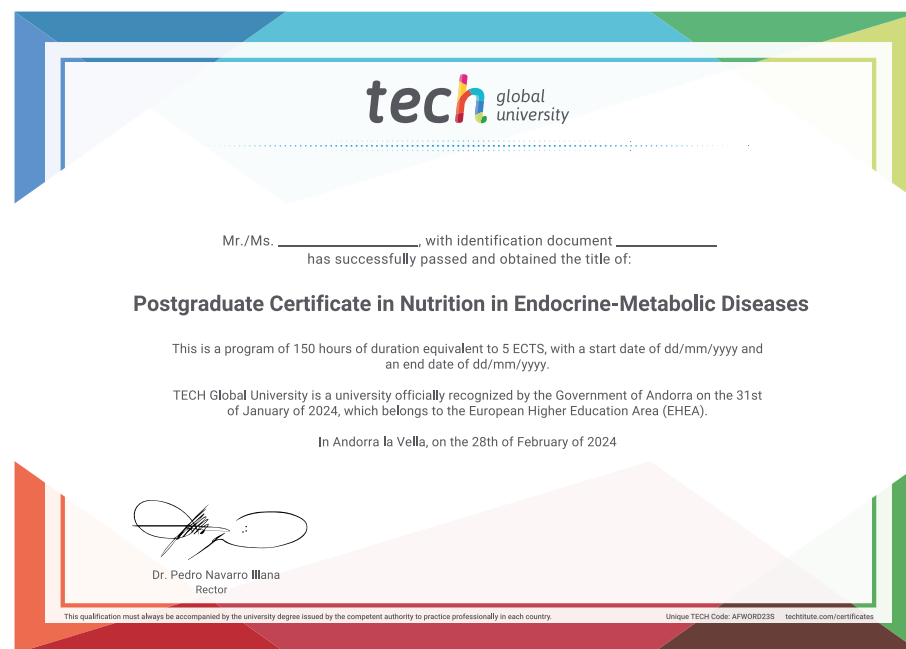 tech global university
Mr./Ms. ____________, with identification document ____________
has successfully passed and obtained the title of:
Postgraduate Certificate in Nutrition in Endocrine-Metabolic Diseases
This is a program of 150 hours of duration equivalent to 5 ECTS, with a start date of dd/mm/yyyy and
an end date of dd/mm/yyyy.
TECH Global University is a university officially recognized by the Government of Andorra on the 31st
of January of 2024, which belongs to the European Higher Education Area (EHEA).
In Andorra la Vella, on the 28th of February of 2024
Dr. Pedro Navarro Illana
Rector
This qualification must always be accompanied by the university degree issued by the competent authority to practice professionally in each country.
Unique TECH Code: AFWORD23S techtitute.com/certificates